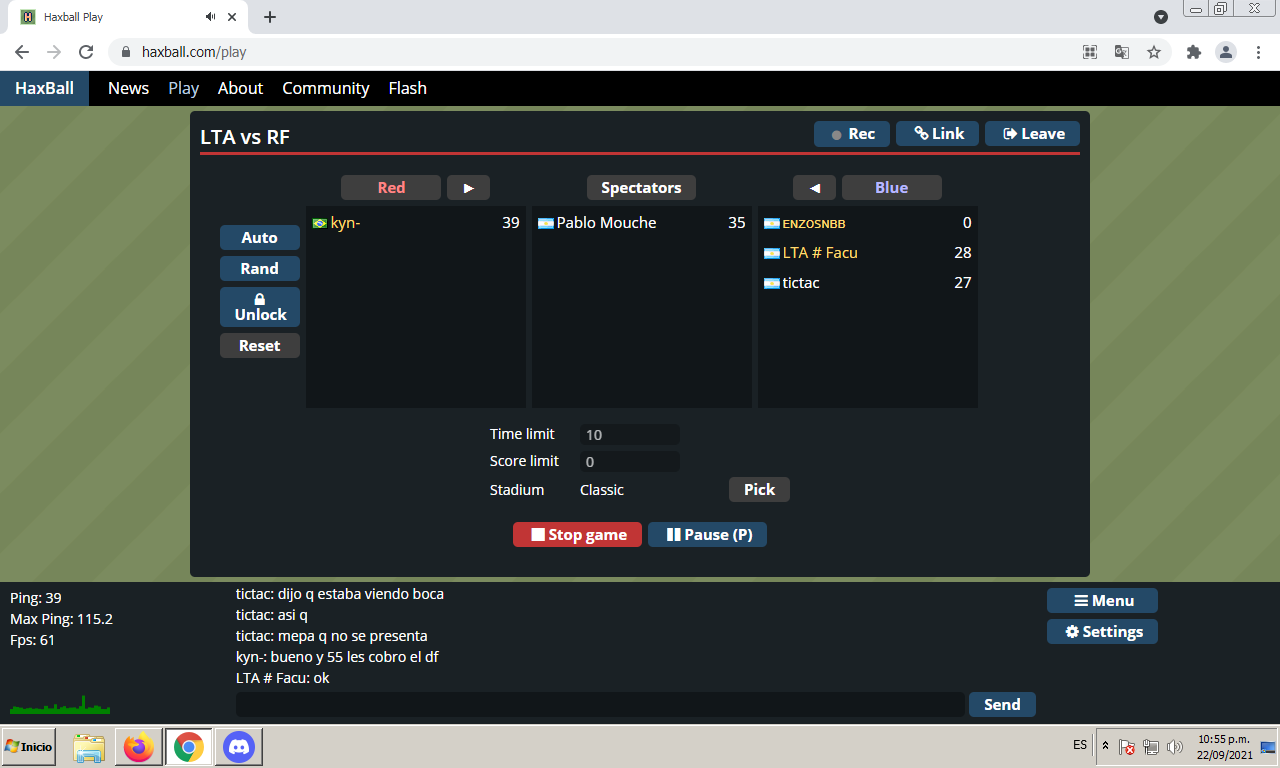 Haxball Play
haxball.com/play
HaxBall News Play About Community Flash
LTA vs RF
Rec Link Leave
Red ► Spectators ◄ Blue
kyn- 39
Pablo Mouche 35
ENZOSNBB 0
LTA # Facu 28
tictac 27
Auto
Rand
Unlock
Reset
Time limit 10
Score limit 0
Stadium Classic Pick
Stop game Pause (P)
Ping: 39
Max Ping: 115.2
Fps: 61
tictac: dijo q estaba viendo boca
tictac: asi q
tictac: mepa q no se presenta
kyn-: bueno y 55 les cobro el df
LTA # Facu: ok
Menu
Settings
Send
Inicio
ES
10:55 p.m.
22/09/2021